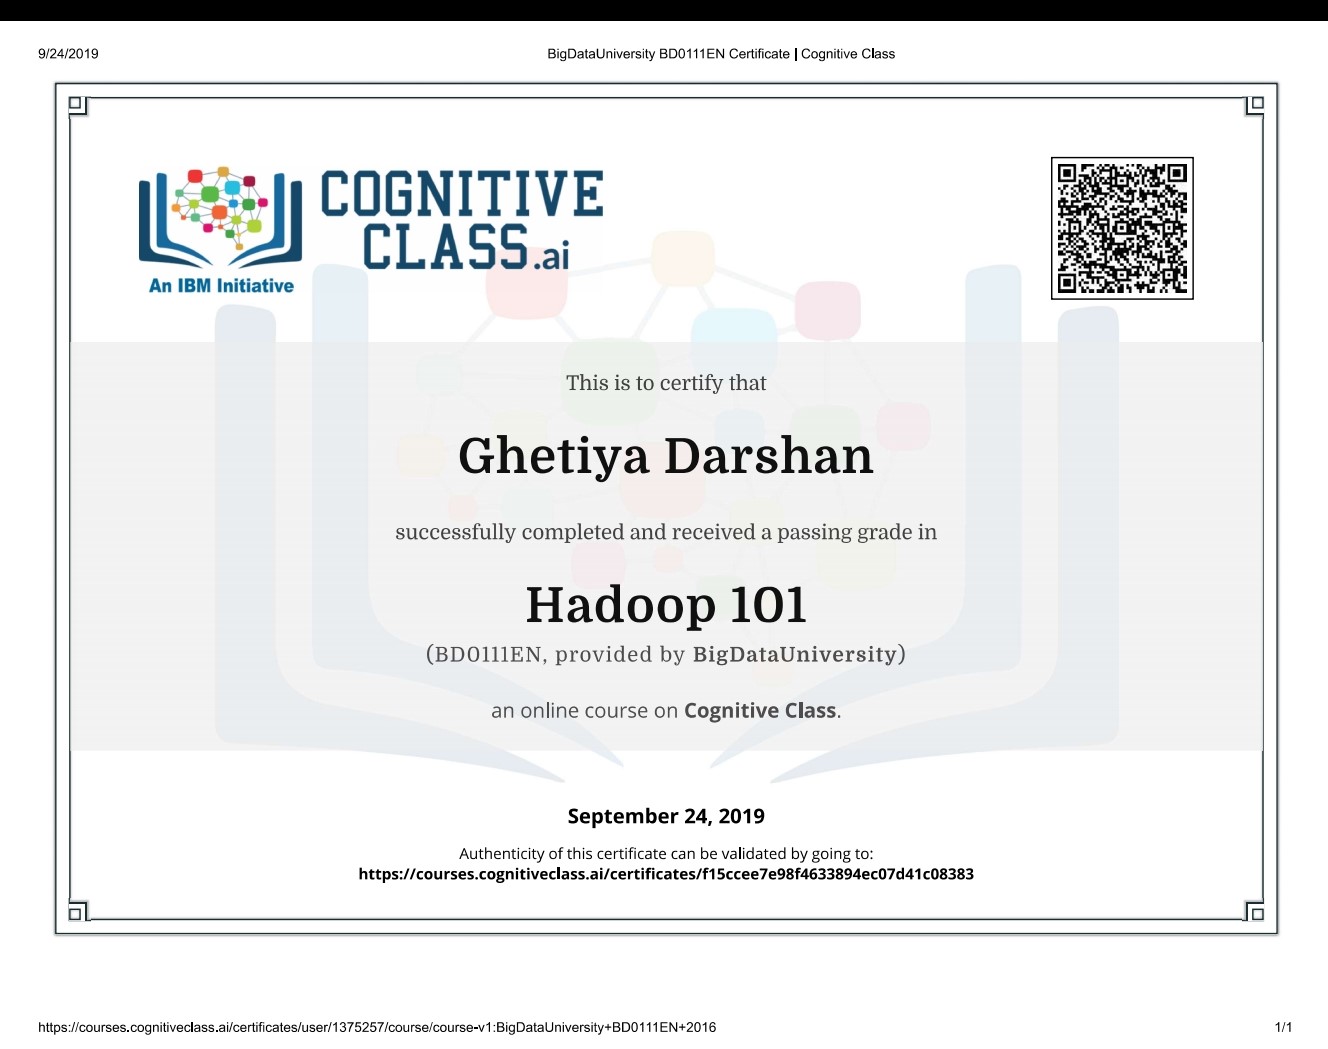 9/24/2019
BigDataUniversity BD0111EN Certificate | Cognitive Class
COGNITIVE
CLASS.ai
An IBM Initiative
This is to certify that
Ghetiya Darshan
successfully completed and received a passing grade in
Hadoop 101
(BD0111EN, provided by BigDataUniversity)
an online course on Cognitive Class.
September 24, 2019
Authenticity of this certificate can be validated by going to:
https://courses.cognitiveclass.ai/certificates/f15ccee7e98f4633894ec07d41c08383
https://courses.cognitiveclass.ai/certificates/user/1375257/course/course-v1:BigDataUniversity+BD0111EN+2016
1/1